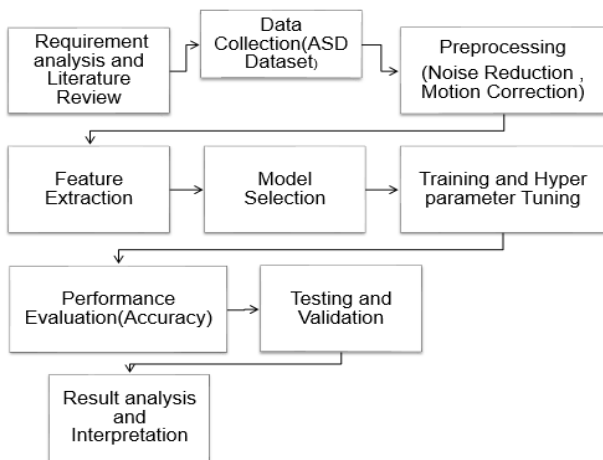 Requirement
analysis and
Literature
Review
Data
Collection(ASD
Dataset)
Preprocessing
(Noise Reduction ,
Motion Correction)
Feature
Extraction
Model
Selection
Training and Hyper
parameter Tuning
Performance
Evaluation(Accuracy)
Testing and
Validation
Result analysis
and
Interpretation